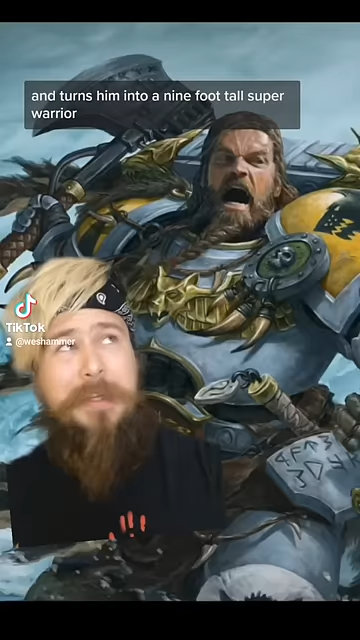 and turns him into a nine foot tall super
warrior
TikTok
@weshammer